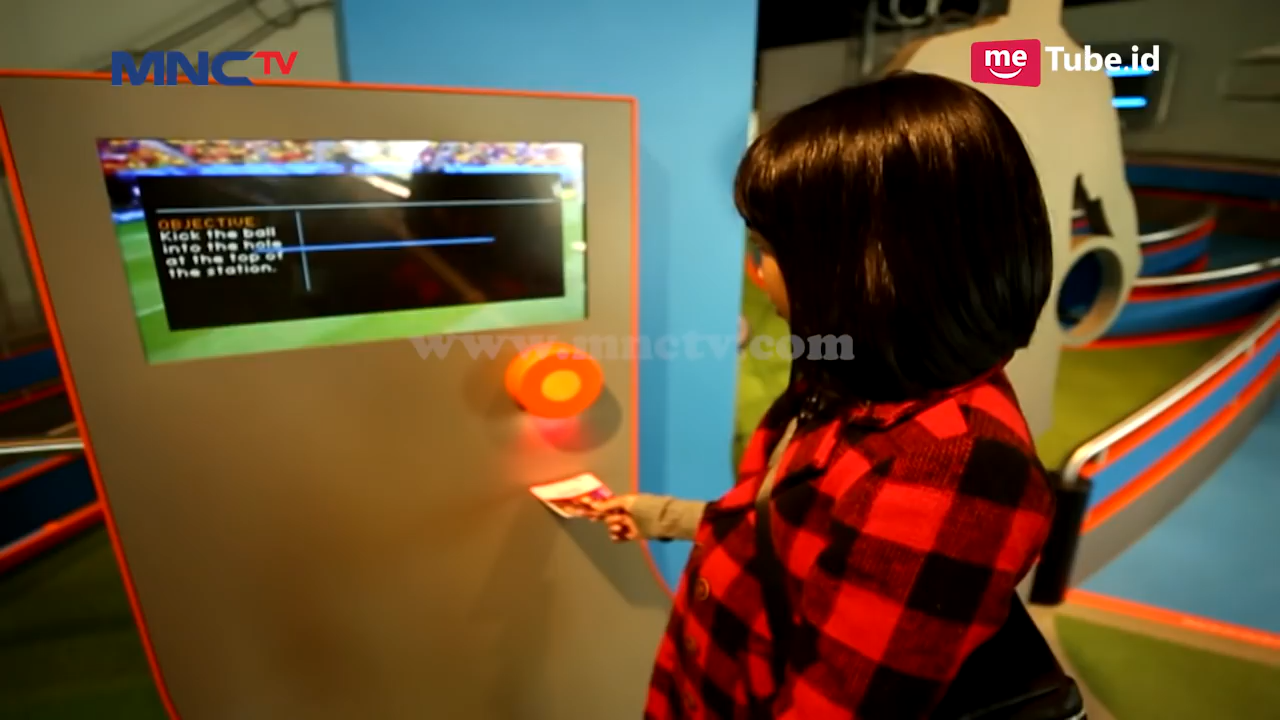 MNCTV
me Tube.id
OBJECTIVE:
Kick the ball
into the hole
at the top of
the station.
www.mnctv.com